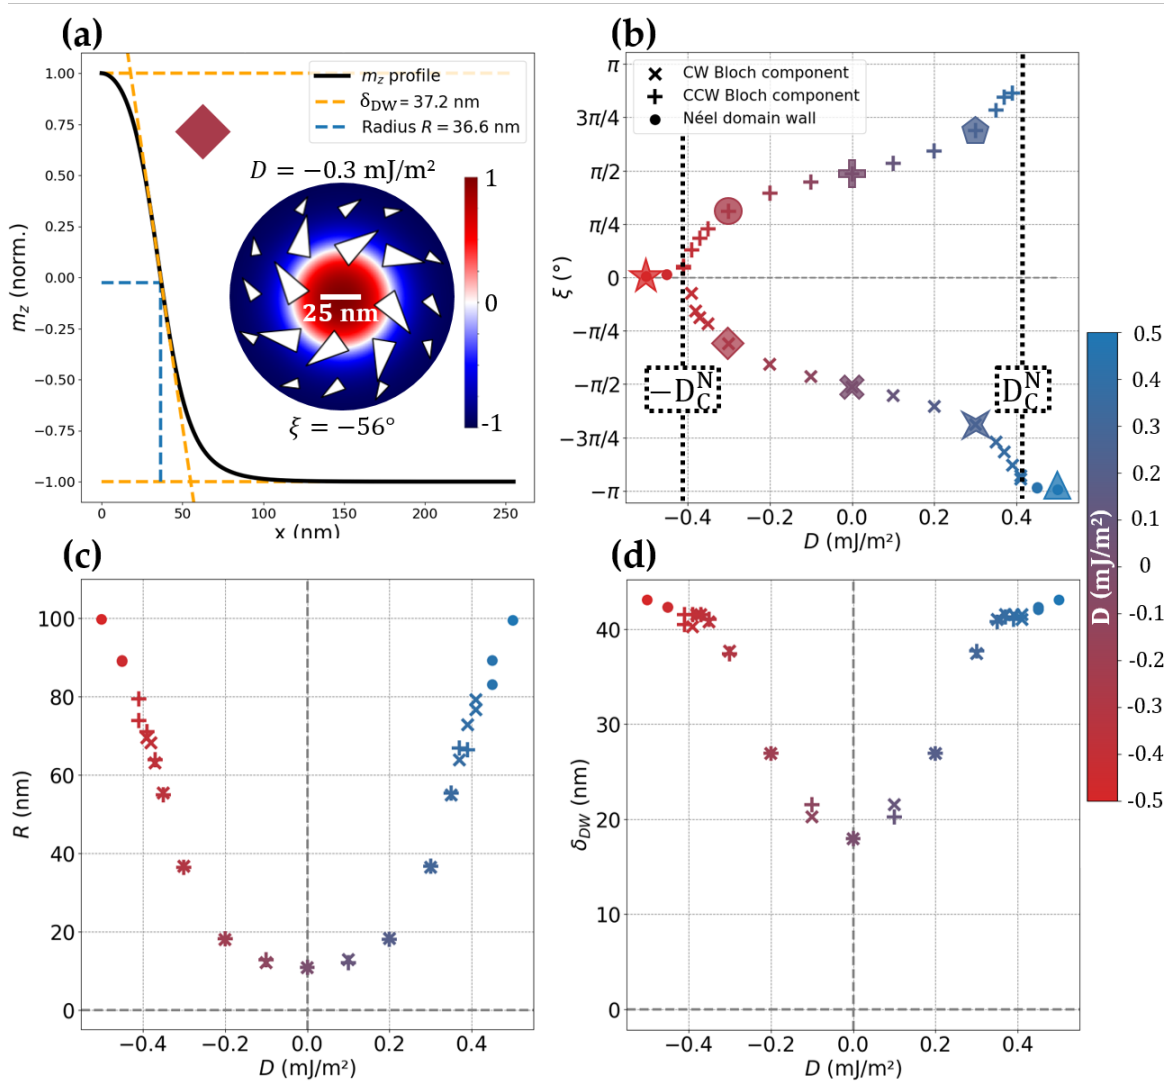 (a)
1.00
0.75
0.50
0.25
0.00
−0.25
−0.50
−0.75
−1.00
m_z (norm.)
m_z profile
δ_DW = 37.2 nm
Radius R = 36.6 nm
D = −0.3 mJ/m²
1
0
-1
25 nm
ξ = −56°
0
50
100
150
200
250
x (nm)
(b)
π
3π/4
π/2
π/4
0
−π/4
−π/2
−3π/4
−π
ξ (°)
CW Bloch component
CCW Bloch component
Néel domain wall
−D_C^N
D_C^N
−0.4
−0.2
0.0
0.2
0.4
D (mJ/m²)
0.5
0.4
0.3
0.2
0.1
0
-0.1
-0.2
-0.3
-0.4
-0.5
D (mJ/m²)
(c)
100
80
60
40
20
0
R (nm)
−0.4
−0.2
0.0
0.2
0.4
D (mJ/m²)
(d)
40
30
20
10
0
δ_DW (nm)
−0.4
−0.2
0.0
0.2
0.4
D (mJ/m²)